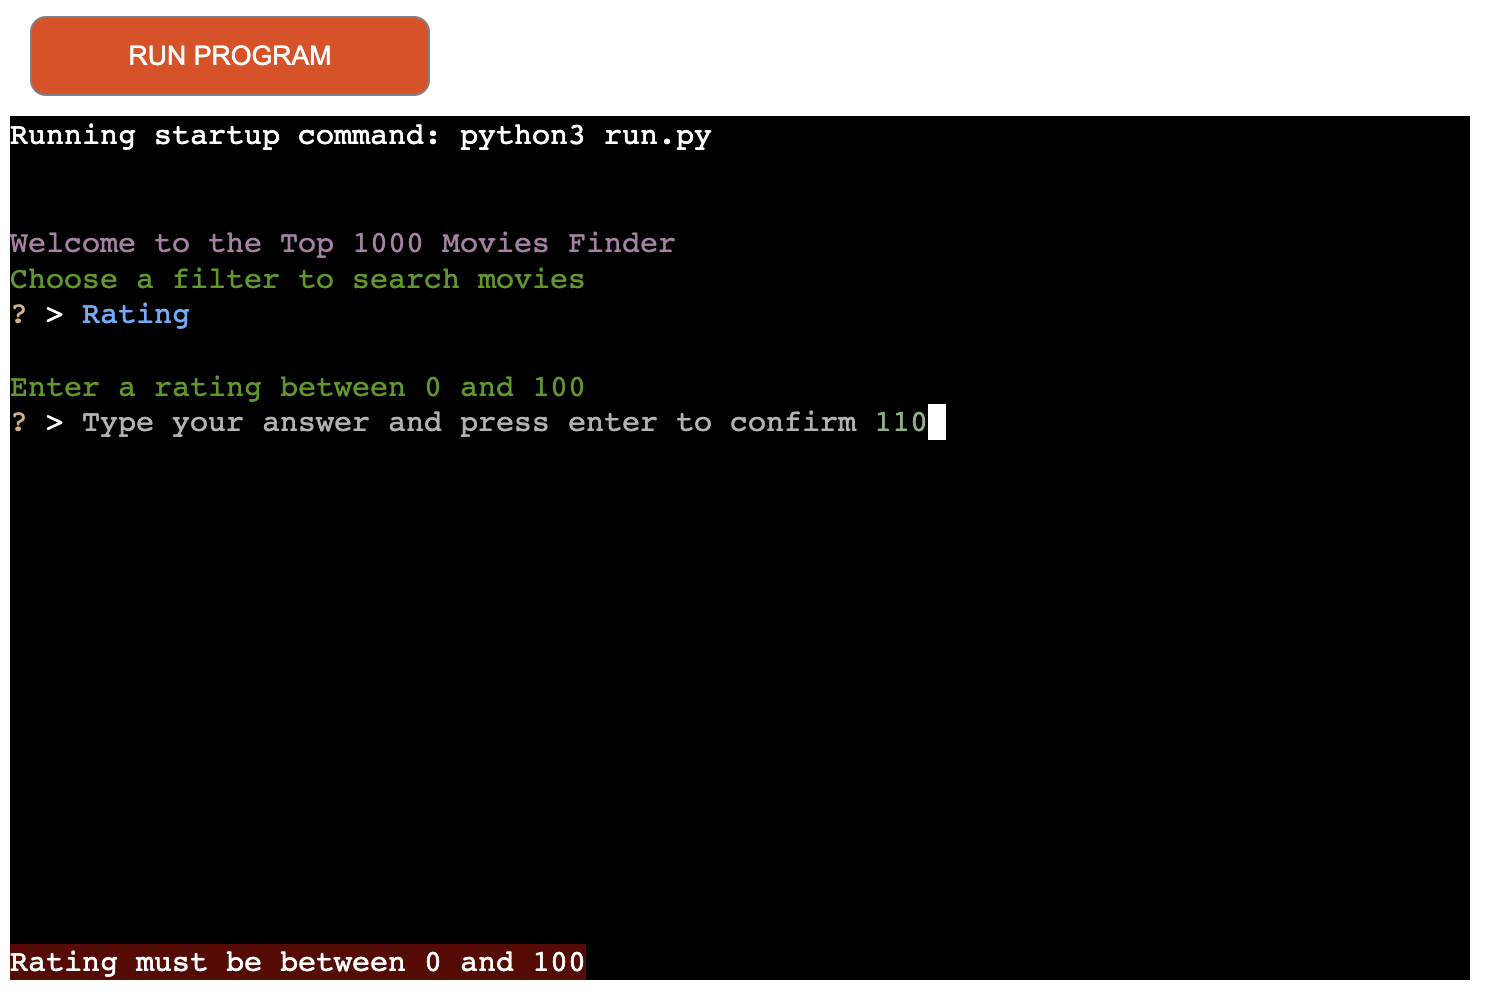 RUN PROGRAM
Running startup command: python3 run.py
Welcome to the Top 1000 Movies Finder
Choose a filter to search movies
? > Rating
Enter a rating between 0 and 100
? > Type your answer and press enter to confirm 110
Rating must be between 0 and 100